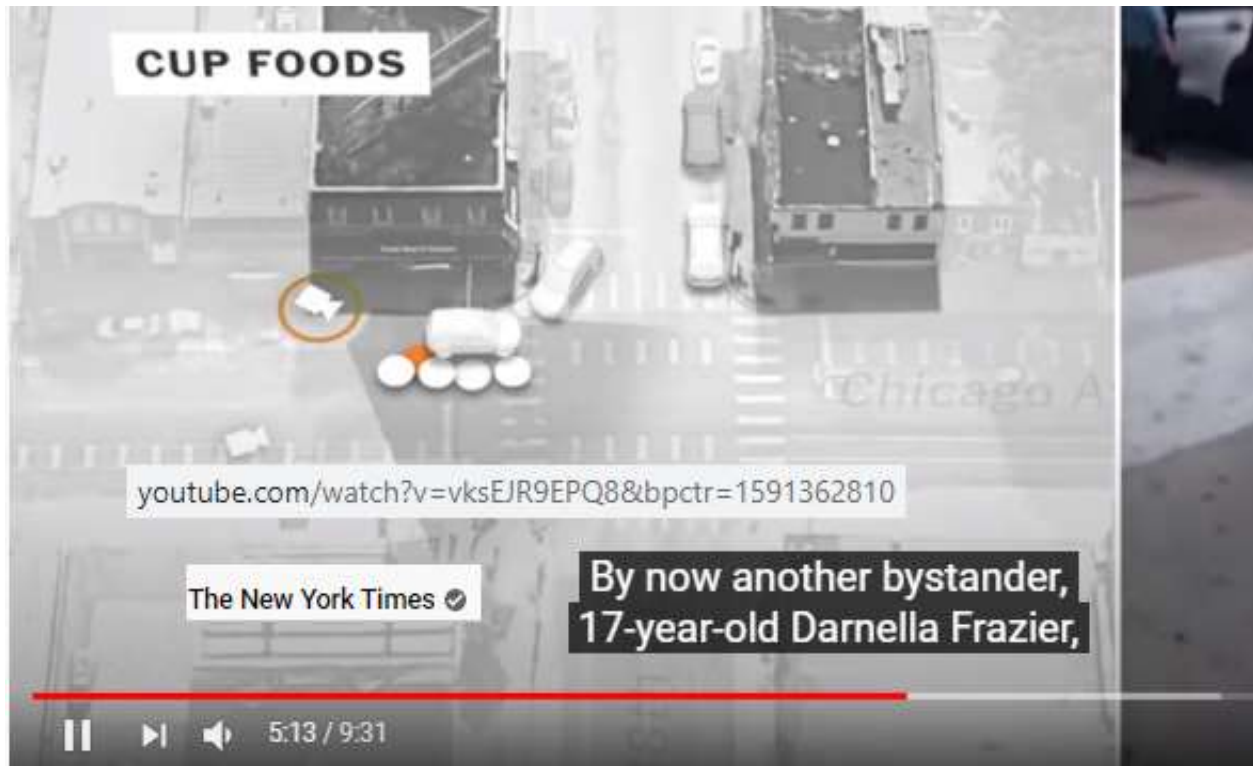 CUP FOODS
Chicago A
youtube.com/watch?v=vksEJR9EPQ8&bpctr=1591362810
The New York Times
By now another bystander,
17-year-old Darnella Frazier,
5:13 / 9:31